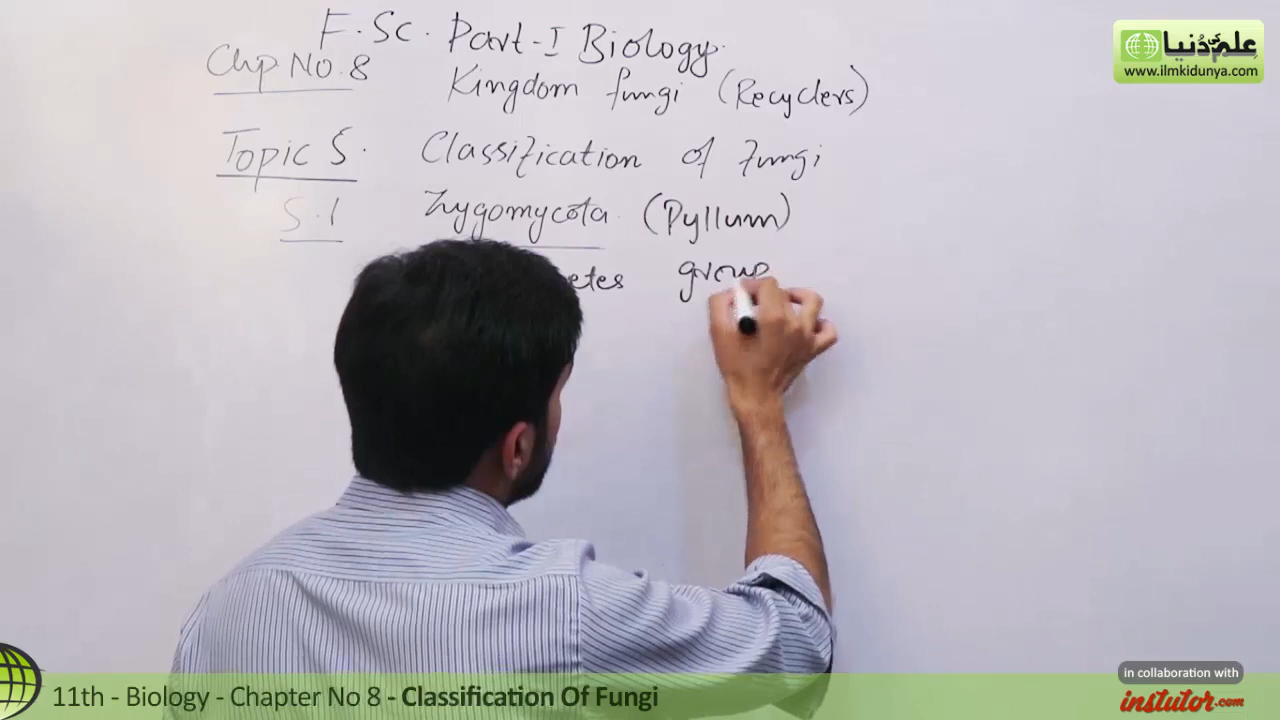 F.Sc. Part-I Biology.
Chp No.8 Kingdom fungi (Recyclers)
Topic 5. Classification of Fungi
5.1 Zygomycota. (Pyllum)
etes group
علم کی دُنیا
www.ilmkidunya.com
in collaboration with
instutor.com
11th - Biology - Chapter No 8 - Classification Of Fungi